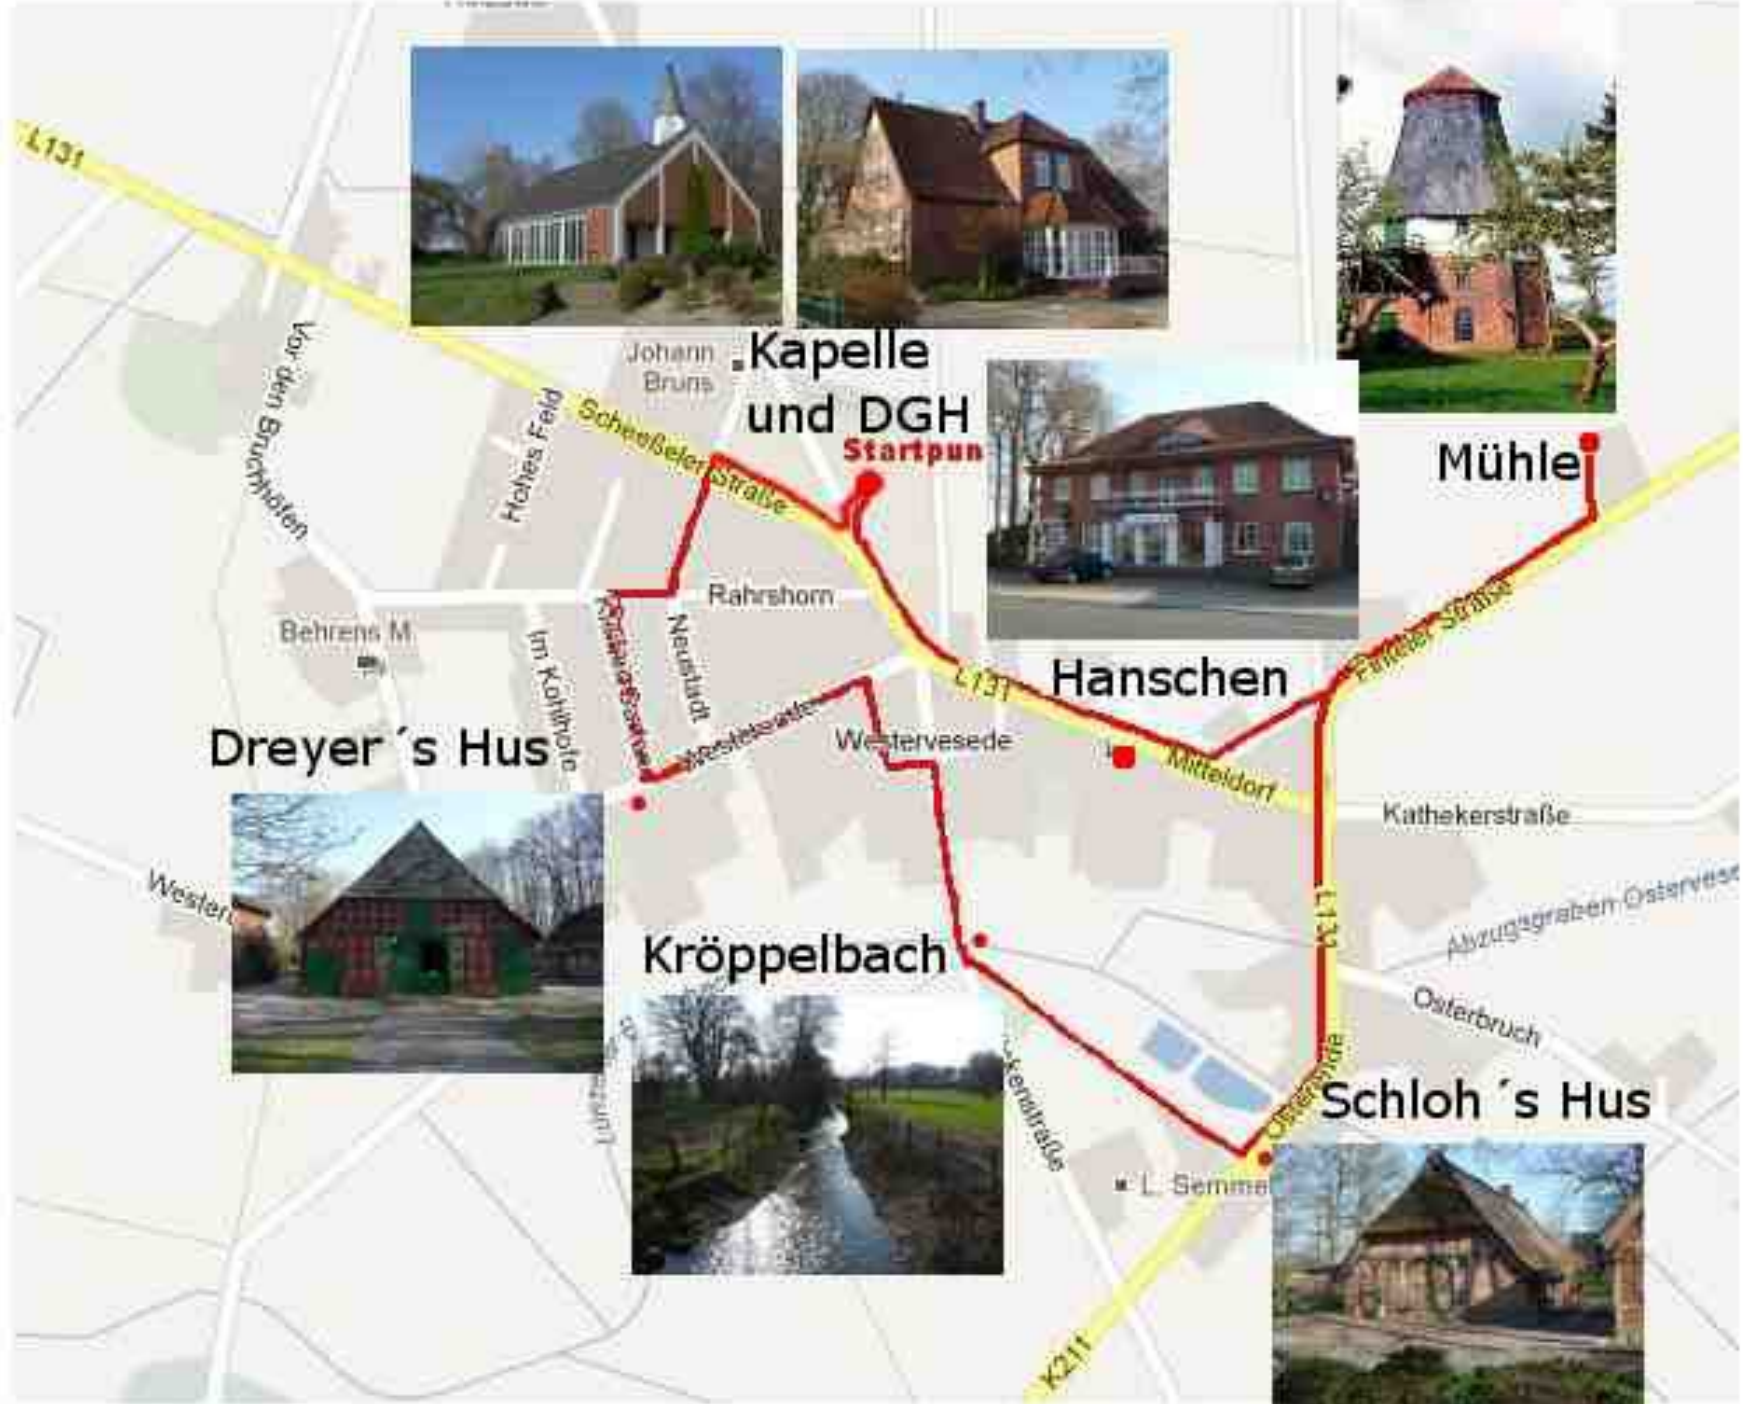 L131
Vor den Bruchhöfen
Hohes Feld
Johann
Bruns
Kapelle
und DGH
Startpun
Scheeßeler Straße
Mühle
Rahrshorn
Neustadt
Im Kohlhofe
Behrens M
Hanschen
L131
Mitteldorf
Westervesede
Dreyer´s Hus
Kathekerstraße
L131
Osterbruch
Kröppelbach
Schloh´s Hus
L. Semme
K211